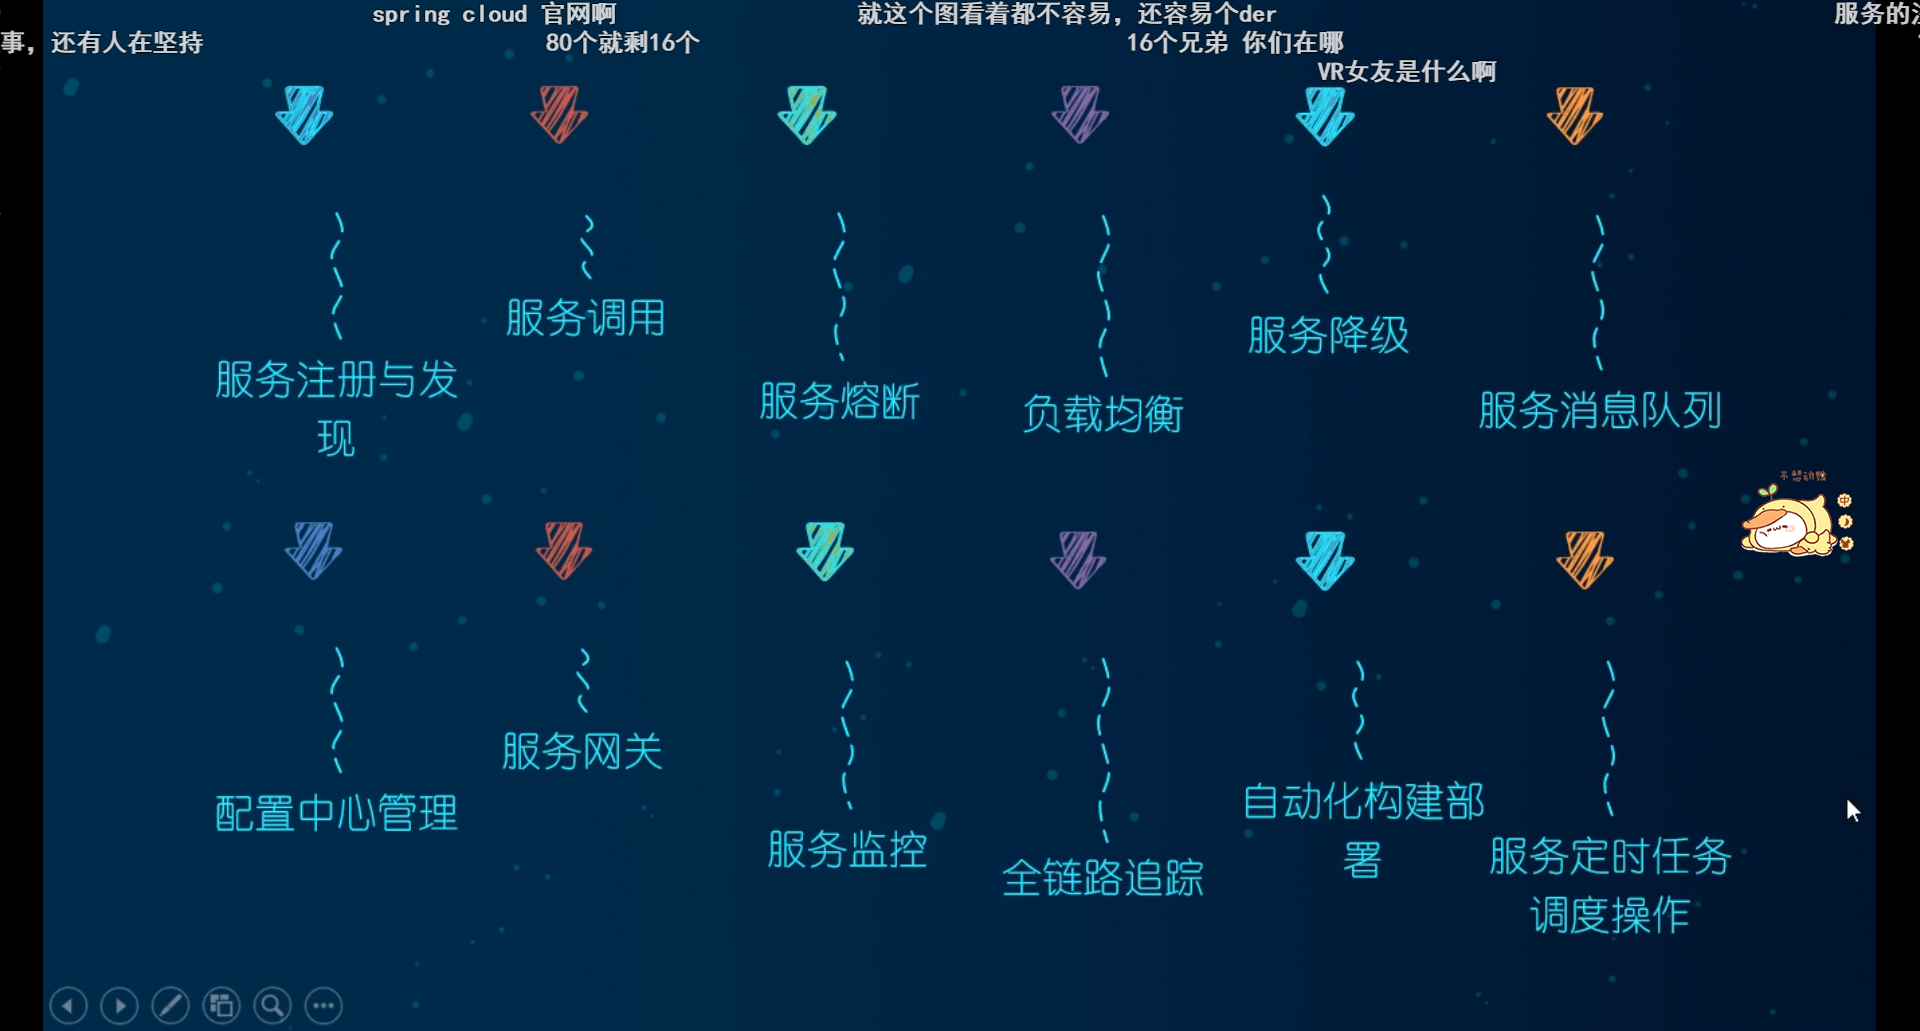 spring cloud 官网啊
就这个图看着都不容易，还容易个der
事，还有人在坚持
80个就剩16个
16个兄弟 你们在哪
VR女友是什么啊
服务注册与发
现
服务调用
服务熔断
负载均衡
服务降级
服务消息队列
不想动鸭
中
配置中心管理
服务网关
服务监控
全链路追踪
自动化构建部
署
服务定时任务
调度操作